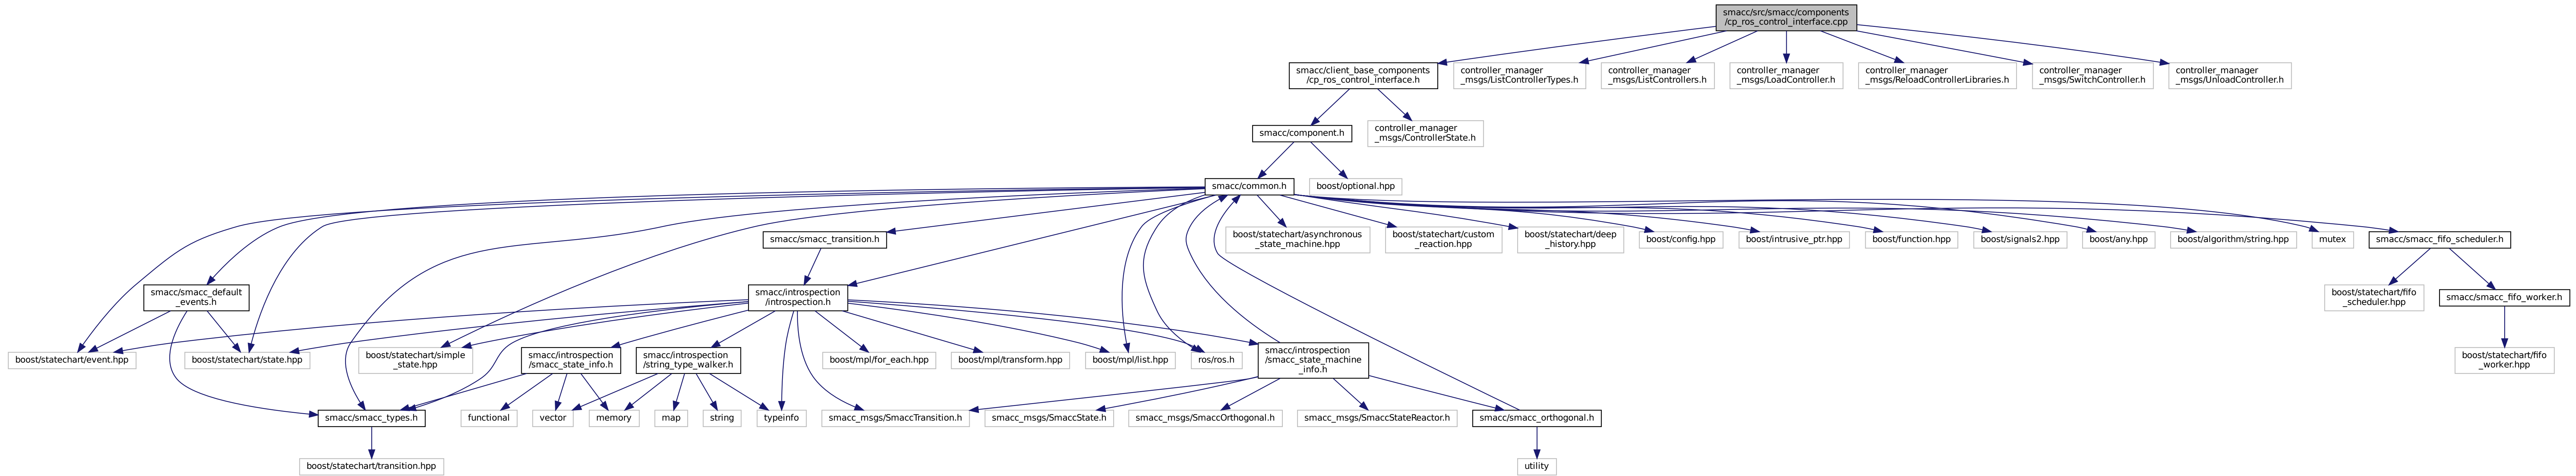 smacc/src/smacc/components
/cp_ros_control_interface.cpp
smacc/client_base_components
/cp_ros_control_interface.h
controller_manager
_msgs/ListControllerTypes.h
controller_manager
_msgs/ListControllers.h
controller_manager
_msgs/LoadController.h
controller_manager
_msgs/ReloadControllerLibraries.h
controller_manager
_msgs/SwitchController.h
controller_manager
_msgs/UnloadController.h
smacc/component.h
controller_manager
_msgs/ControllerState.h
smacc/common.h
boost/optional.hpp
smacc/smacc_transition.h
boost/statechart/asynchronous
_state_machine.hpp
boost/statechart/custom
_reaction.hpp
boost/statechart/deep
_history.hpp
boost/config.hpp
boost/intrusive_ptr.hpp
boost/function.hpp
boost/signals2.hpp
boost/any.hpp
boost/algorithm/string.hpp
mutex
smacc/smacc_fifo_scheduler.h
smacc/smacc_default
_events.h
smacc/introspection
/introspection.h
boost/statechart/fifo
_scheduler.hpp
smacc/smacc_fifo_worker.h
boost/statechart/event.hpp
boost/statechart/state.hpp
boost/statechart/simple
_state.hpp
smacc/introspection
/smacc_state_info.h
smacc/introspection
/string_type_walker.h
boost/mpl/for_each.hpp
boost/mpl/transform.hpp
boost/mpl/list.hpp
ros/ros.h
smacc/introspection
/smacc_state_machine
_info.h
boost/statechart/fifo
_worker.hpp
smacc/smacc_types.h
functional
vector
memory
map
string
typeinfo
smacc_msgs/SmaccTransition.h
smacc_msgs/SmaccState.h
smacc_msgs/SmaccOrthogonal.h
smacc_msgs/SmaccStateReactor.h
smacc/smacc_orthogonal.h
boost/statechart/transition.hpp
utility